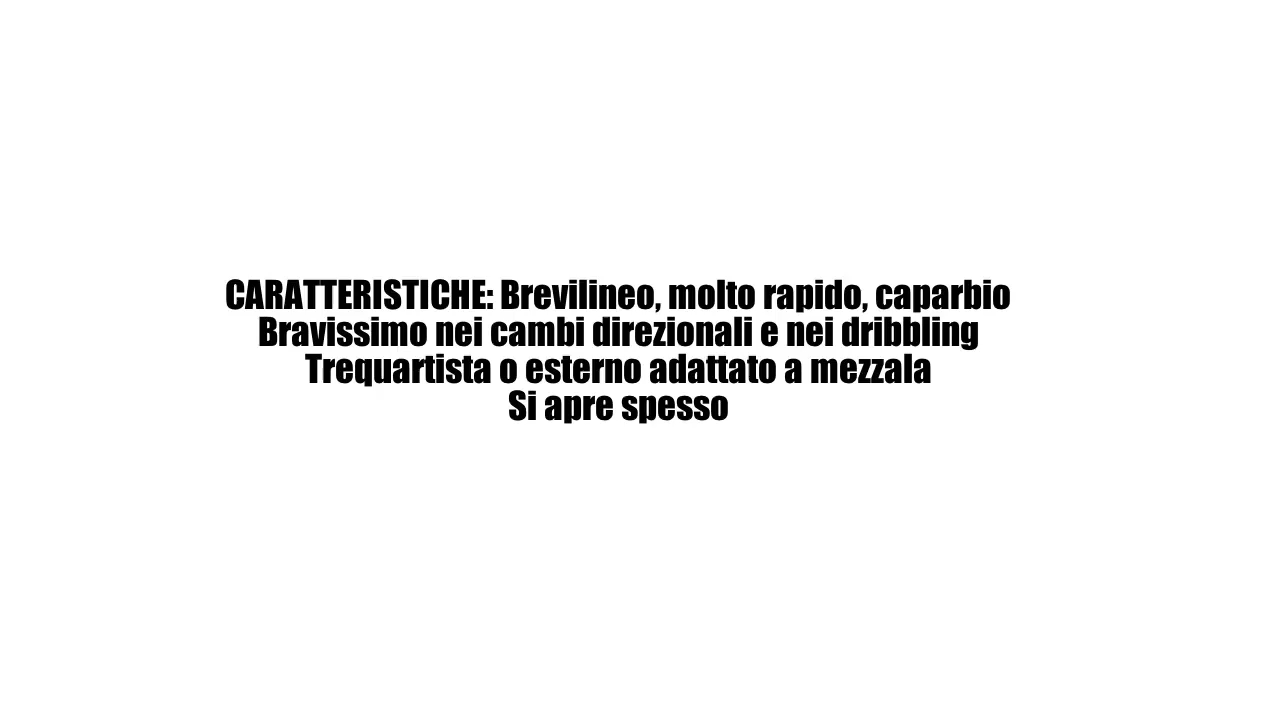 CARATTERISTICHE: Brevilineo, molto rapido, caparbio
Bravissimo nei cambi direzionali e nei dribbling
Trequartista o esterno adattato a mezzala
Si apre spesso